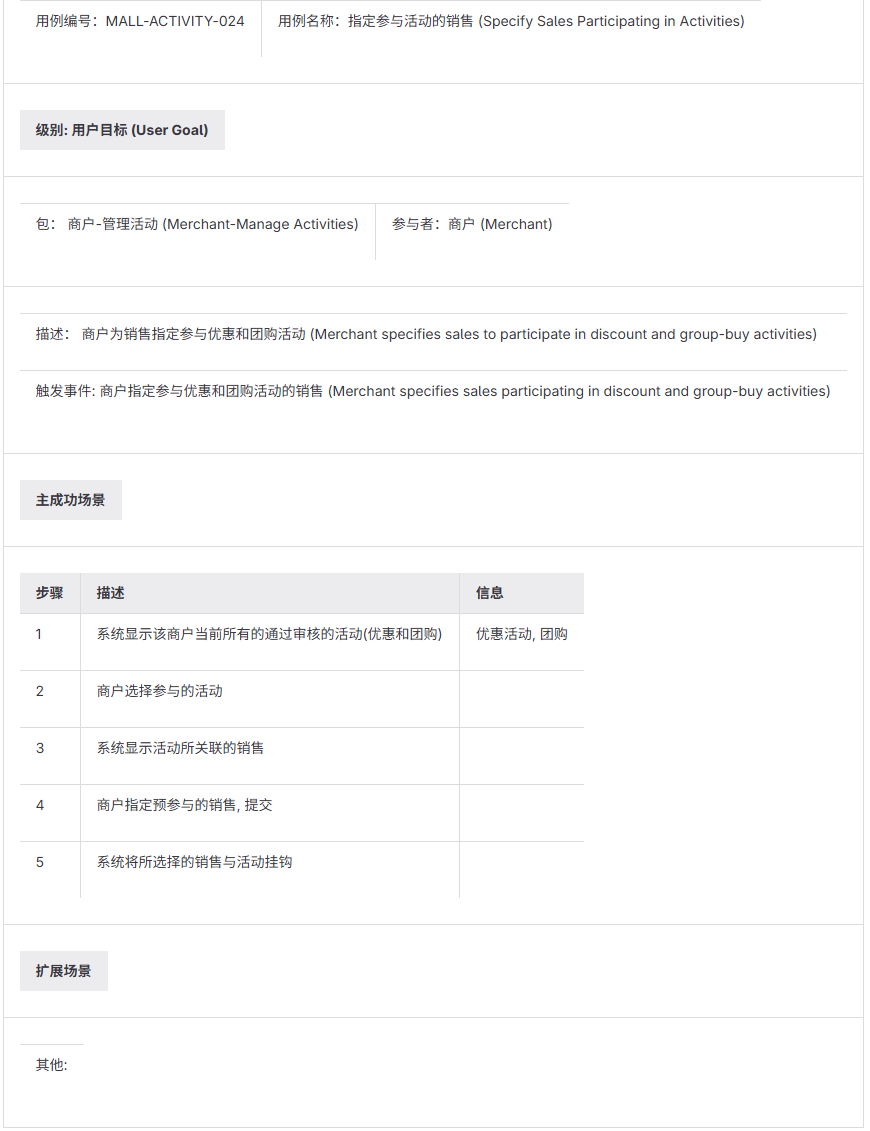 用例编号：MALL-ACTIVITY-024 用例名称：指定参与活动的销售 (Specify Sales Participating in Activities)
级别: 用户目标 (User Goal)
包： 商户-管理活动 (Merchant-Manage Activities) 参与者：商户 (Merchant)
描述： 商户为销售指定参与优惠和团购活动 (Merchant specifies sales to participate in discount and group-buy activities)
触发事件: 商户指定参与优惠和团购活动的销售 (Merchant specifies sales participating in discount and group-buy activities)
主成功场景
步骤 描述 信息
1 系统显示该商户当前所有的通过审核的活动(优惠和团购) 优惠活动, 团购
2 商户选择参与的活动
3 系统显示活动所关联的销售
4 商户指定预参与的销售, 提交
5 系统将所选择的销售与活动挂钩
扩展场景
其他: